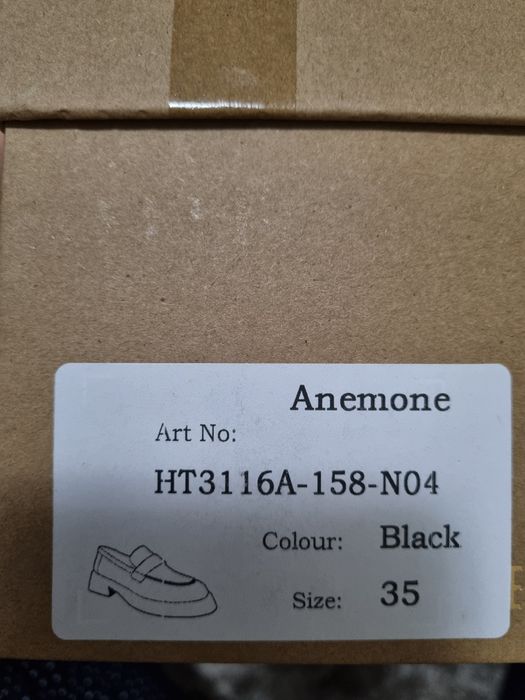 Anemone
Art No:
HT3116A-158-N04
Colour: Black
Size: 35
E